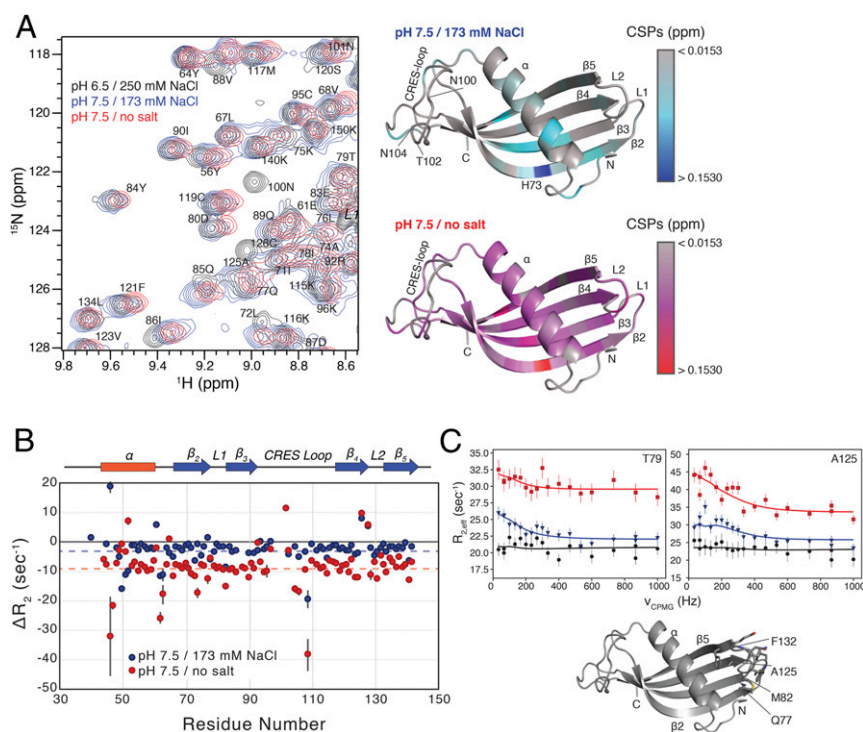 A
pH 6.5 / 250 mM NaCl
pH 7.5 / 173 mM NaCl
pH 7.5 / no salt
101N
64Y
88V
117M
120S
95C
68V
67L
90I
150K
140K
75K
56Y
79T
100N
84Y
83E
61E
119C
80D
89Q
76L
L1
126C
74A
125A
78I
92R
71I
85Q
77Q
115K
96K
121F
134L
72L
116K
86I
123V
87D
118
120
122
124
126
128
15N (ppm)
9.8
9.6
9.4
9.2
9.0
8.8
8.6
1H (ppm)
pH 7.5 / 173 mM NaCl
CSPs (ppm)
< 0.0153
> 0.1530
CRES-loop
N100
α
β5
L2
L1
β4
β3
β2
N104
T102
C
H73
N
pH 7.5 / no salt
CSPs (ppm)
< 0.0153
> 0.1530
CRES-loop
α
β5
L2
L1
β4
β3
β2
C
N
B
α
β2
L1
β3
CRES Loop
β4
L2
β5
20
10
0
-10
-20
-30
-40
-50
ΔR2 (sec-1)
pH 7.5 / 173 mM NaCl
pH 7.5 / no salt
30
50
70
90
110
130
150
Residue Number
C
T79
A125
35.0
32.5
30.0
27.5
25.0
22.5
20.0
18.0
50
45
40
35
30
25
20
R2,eff (sec-1)
0 200 400 600 800 1000
0 200 400 600 800 1000
νCPMG (Hz)
α
β5
F132
A125
M82
Q77
N
C
β2